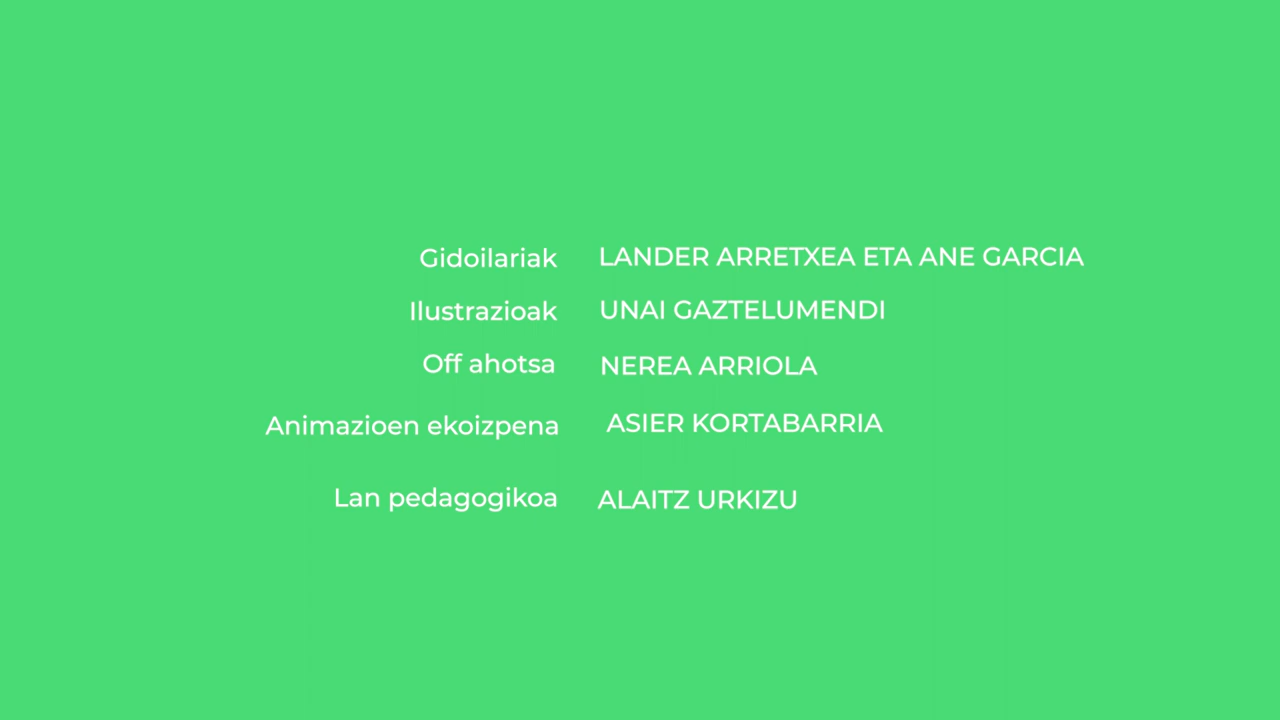 Gidoilariak LANDER ARRETXEA ETA ANE GARCIA
Ilustrazioak UNAI GAZTELUMENDI
Off ahotsa NEREA ARRIOLA
Animazioen ekoizpena ASIER KORTABARRIA
Lan pedagogikoa ALAITZ URKIZU